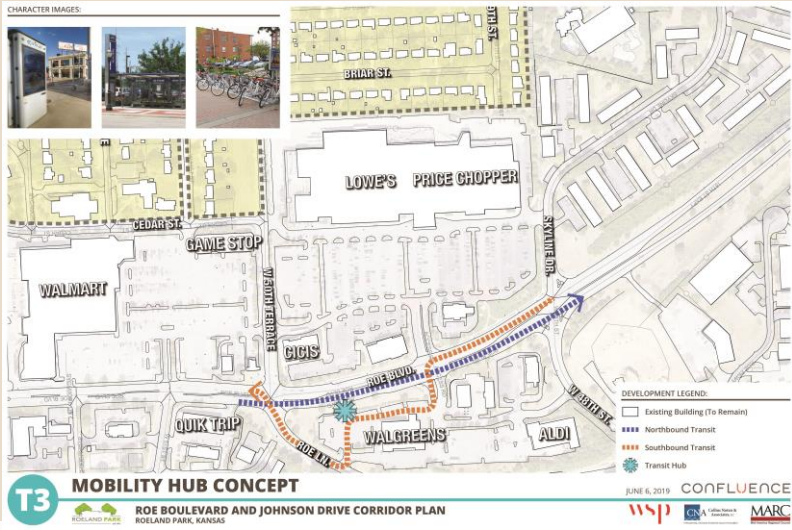 CHARACTER IMAGES:
8TH ST.
BRIAR ST.
LOWE'S PRICE CHOPPER
CEDAR ST.
GAME STOP
SKYLINE DR.
WALMART
W 50TH TERRACE
CICIS
ROE BLVD.
QUIK TRIP
ROE LN.
WALGREENS
ALDI
DEVELOPMENT LEGEND:
Existing Building (To Remain)
Northbound Transit
Southbound Transit
Transit Hub
T3
MOBILITY HUB CONCEPT
JUNE 6, 2019 CONFLUENCE
ROELAND PARK
ROE BOULEVARD AND JOHNSON DRIVE CORRIDOR PLAN
ROELAND PARK, KANSAS
WSP
CNA
MARC